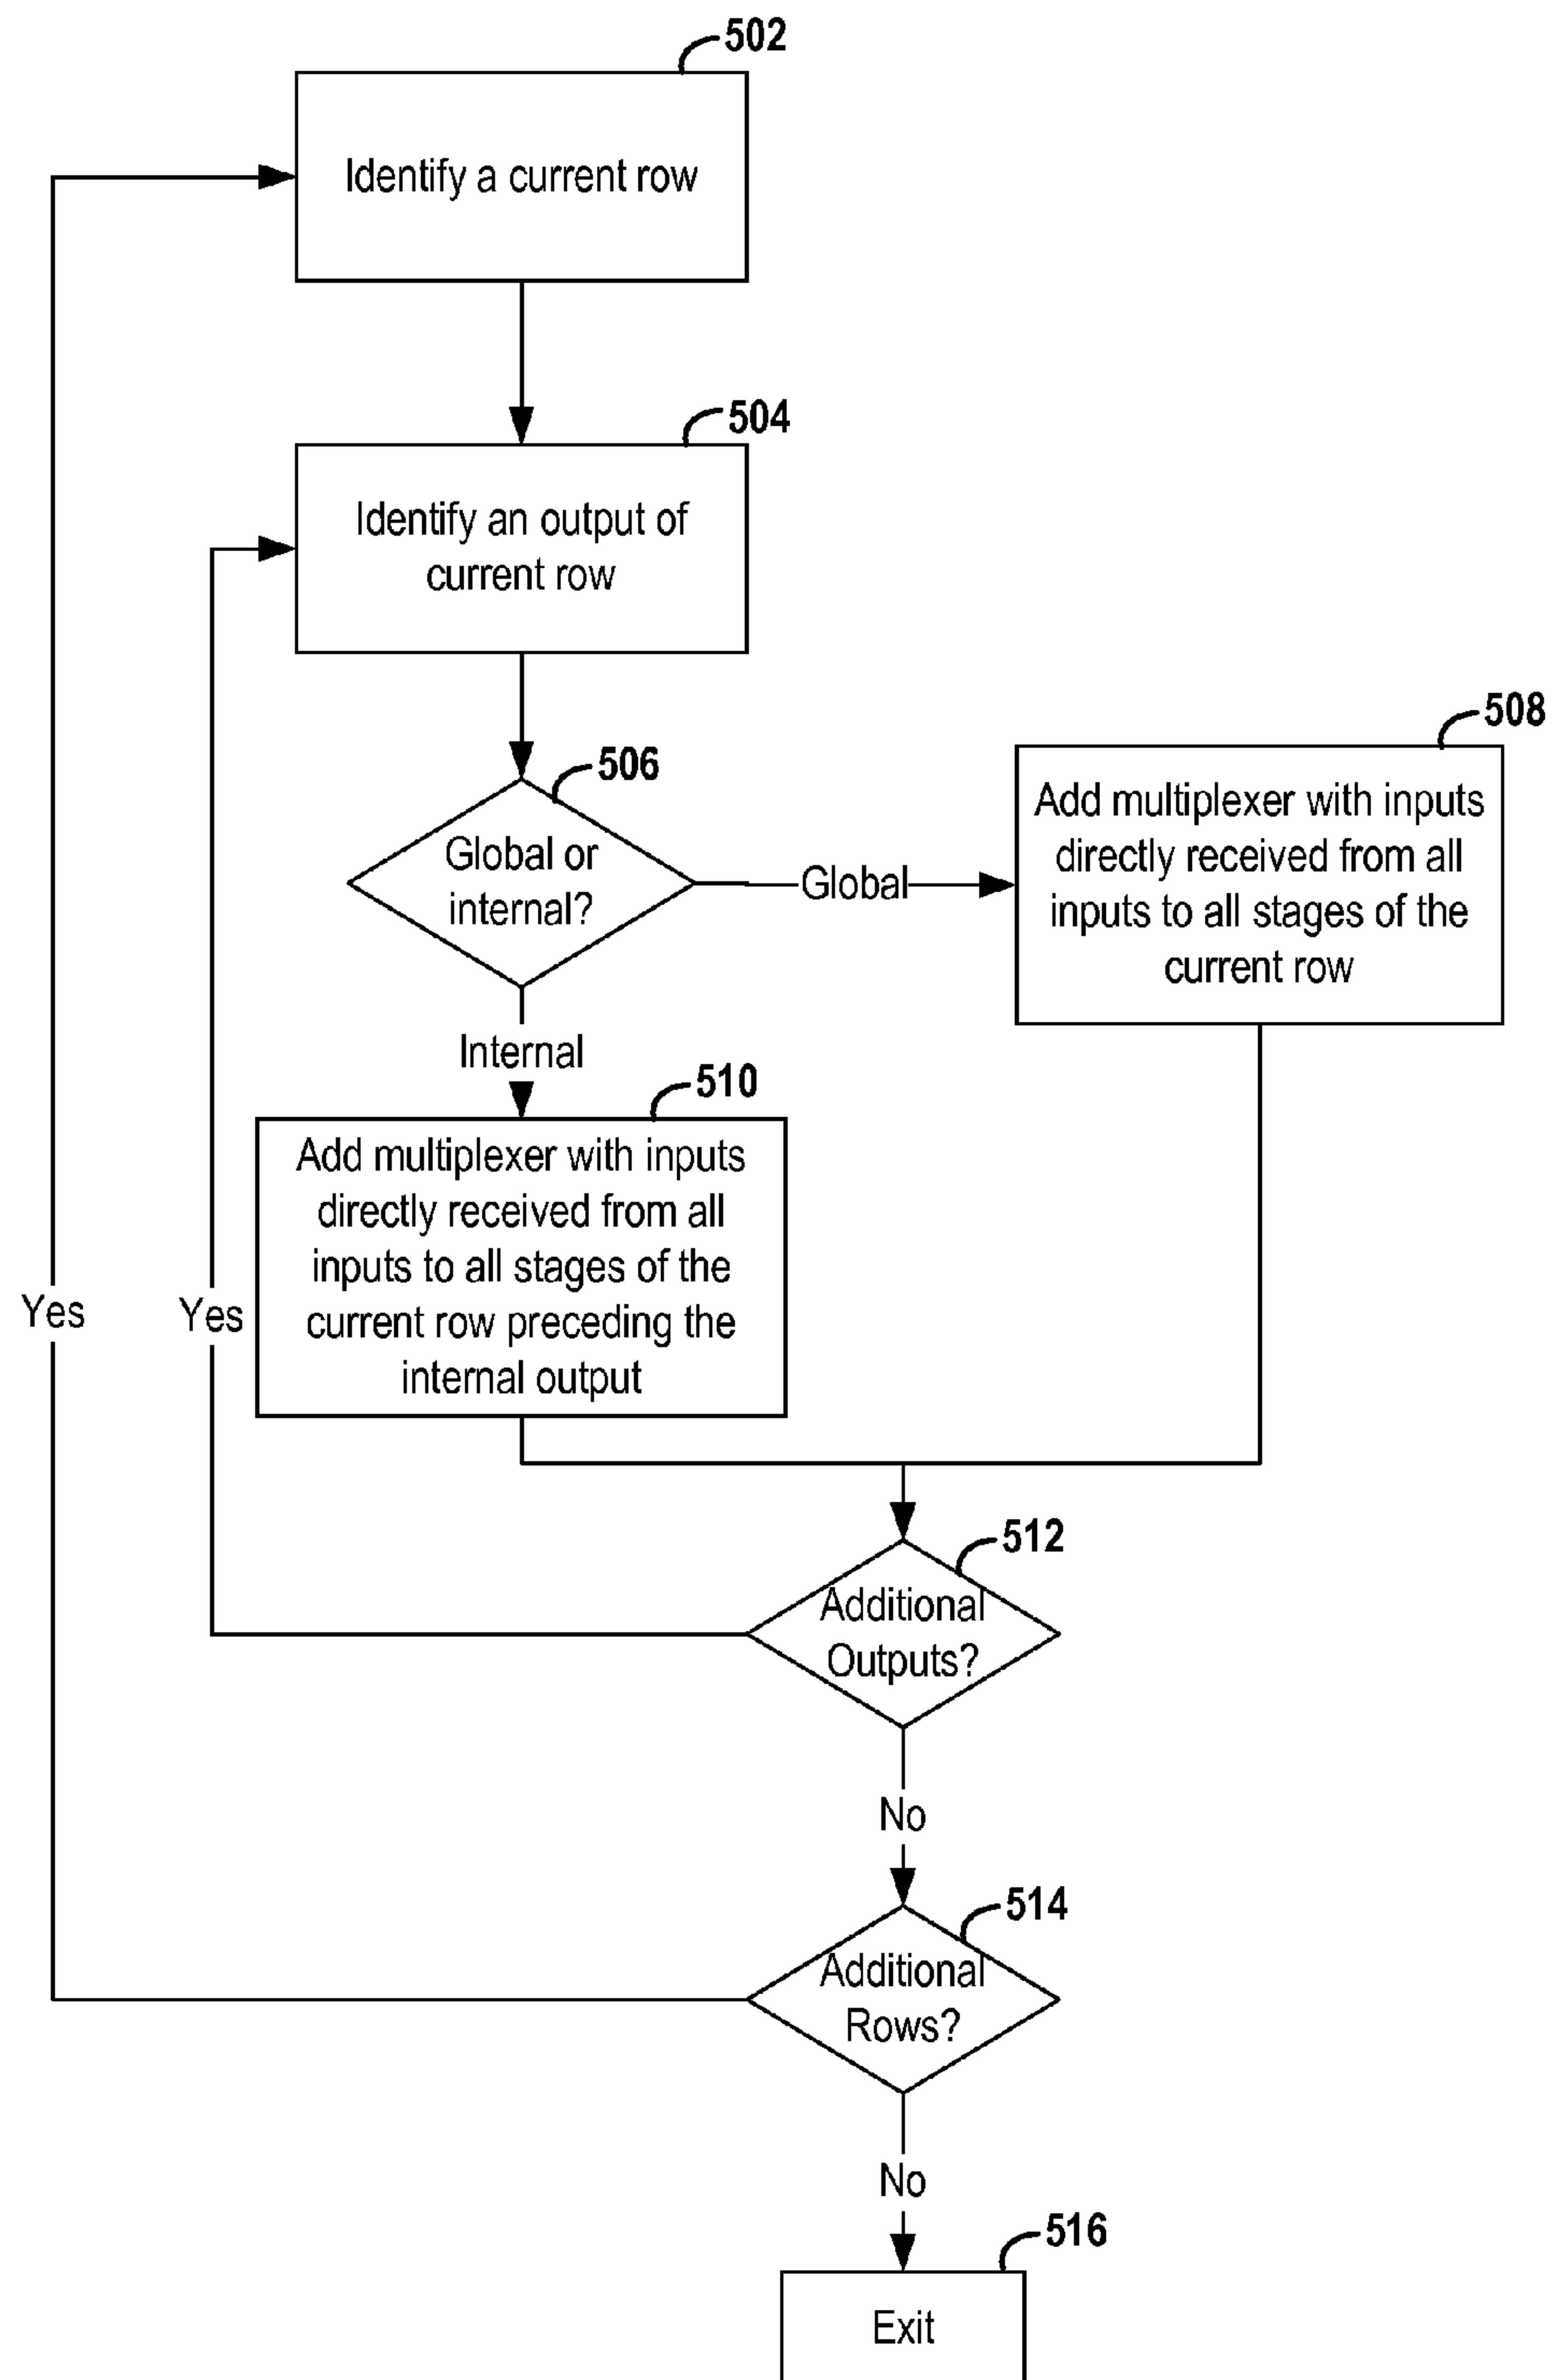 502
Identify a current row
504
Identify an output of
current row
506
Global or
internal?
Global
508
Add multiplexer with inputs
directly received from all
inputs to all stages of the
current row
Internal
510
Add multiplexer with inputs
directly received from all
inputs to all stages of the
current row preceding the
internal output
Yes
Yes
512
Additional
Outputs?
No
514
Additional
Rows?
No
516
Exit